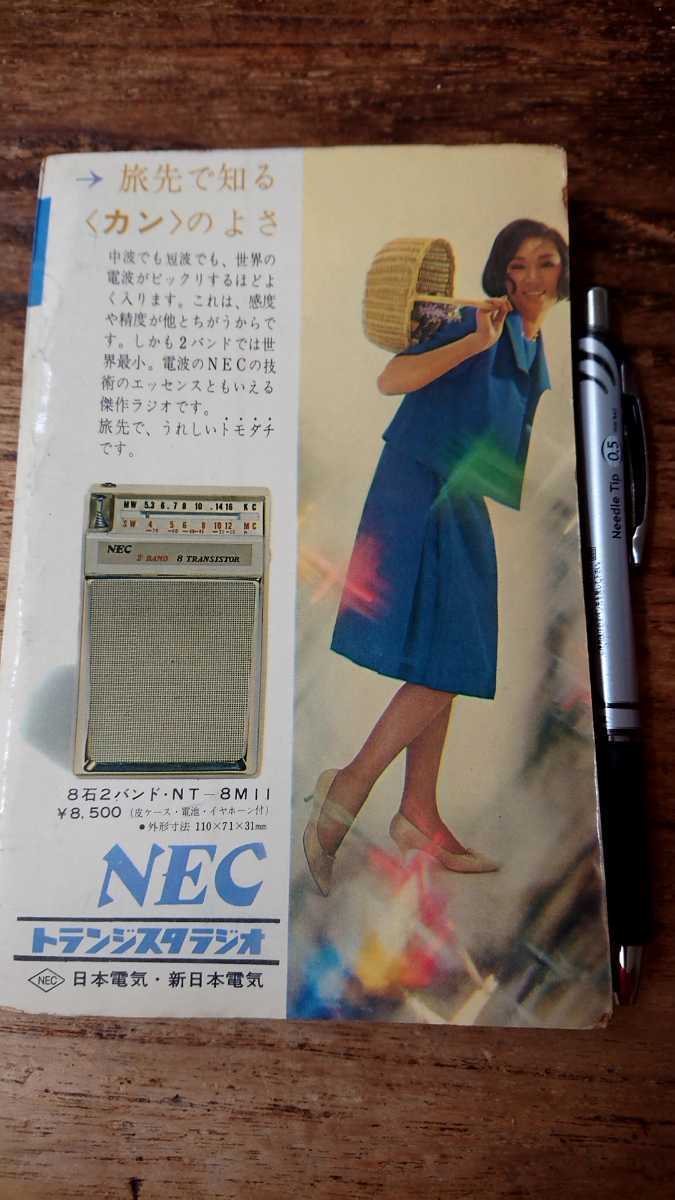 → 旅先で知る
〈カン〉のよさ
中波でも短波でも、世界の
電波がビックリするほどよ
く入ります。これは、感度
や精度が他とちがうからで
す。しかも2バンドでは世
界最小。電波のNECの技
術のエッセンスともいえる
傑作ラジオです。
旅先で、うれしいトモダチ
です。
MW 5.3 6 7 8 10 14 16 KC
SW 4 5 6 8 10 12 MC
NEC
2 BAND 8 TRANSISTOR
8石2バンド・NT-8M11
¥8,500 (皮ケース・電池・イヤホーン付)
●外形寸法 110×71×31mm
NEC
トランジスタラジオ
NEC 日本電気・新日本電気
Needle Tip 0.5